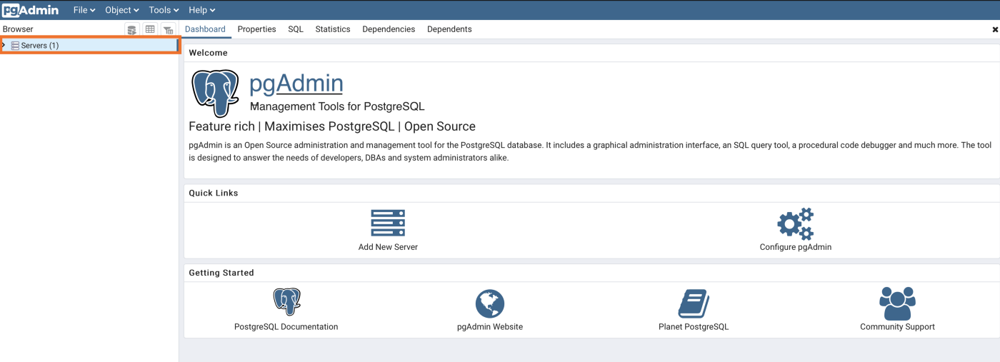 pgAdmin File Object Tools Help
Browser
Dashboard Properties SQL Statistics Dependencies Dependents
Servers (1)
Welcome
pgAdmin
Management Tools for PostgreSQL
Feature rich | Maximises PostgreSQL | Open Source
pgAdmin is an Open Source administration and management tool for the PostgreSQL database. It includes a graphical administration interface, an SQL query tool, a procedural code debugger and much more. The tool
is designed to answer the needs of developers, DBAs and system administrators alike.
Quick Links
Add New Server
Configure pgAdmin
Getting Started
PostgreSQL Documentation
pgAdmin Website
Planet PostgreSQL
Community Support